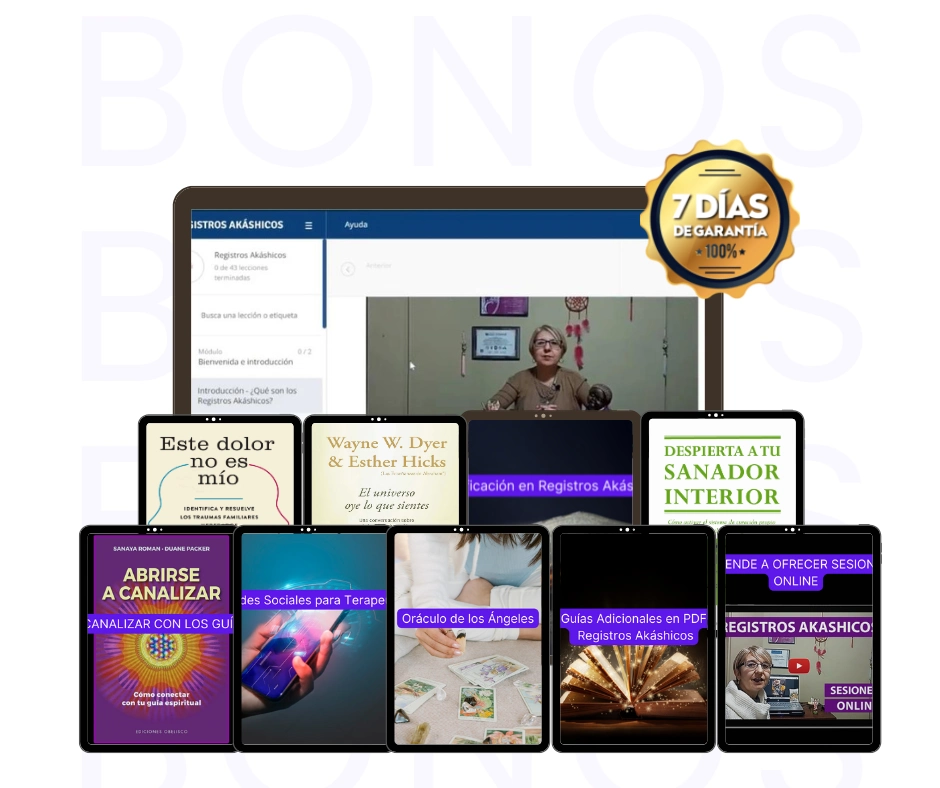 BONOS
7 DÍAS
DE GARANTÍA
100%
GISTROS AKÁSHICOS
Ayuda
Registros Akáshicos
0 de 43 lecciones
terminadas
Anterior
Busca una lección o etiqueta
Módulo 0 / 2
Bienvenida e introducción
Introducción - ¿Qué son los
Registros Akáshicos?
Este dolor
no es
mío
IDENTIFICA Y RESUELVE
LOS TRAUMAS FAMILIARES
Wayne W. Dyer
& Esther Hicks
El universo
oye lo que sientes
una conversación sobre
ficación en Registros Akás
DESPIERTA A TU
SANADOR
INTERIOR
SANAYA ROMAN · DUANE PACKER
ABRIRSE
A CANALIZAR
CANALIZAR CON LOS GUÍ
Cómo conectar
con tu guía espiritual
EDICIONES OBELISCO
des Sociales para Terape
Oráculo de los Ángeles
Guías Adicionales en PDF
Registros Akáshicos
ENDE A OFRECER SESION
ONLINE
REGISTROS AKASHICOS
SESIONE
ONLIN
BONOS